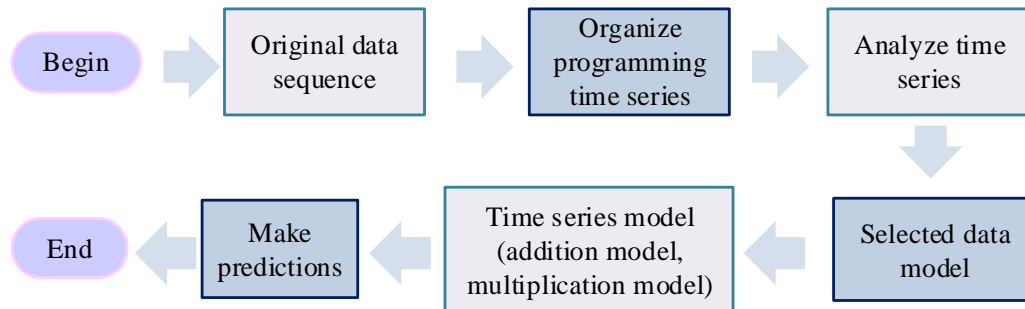 Begin
Original data
sequence
Organize
programming
time series
Analyze time
series
Selected data
model
Time series model
(addition model,
multiplication model)
Make
predictions
End